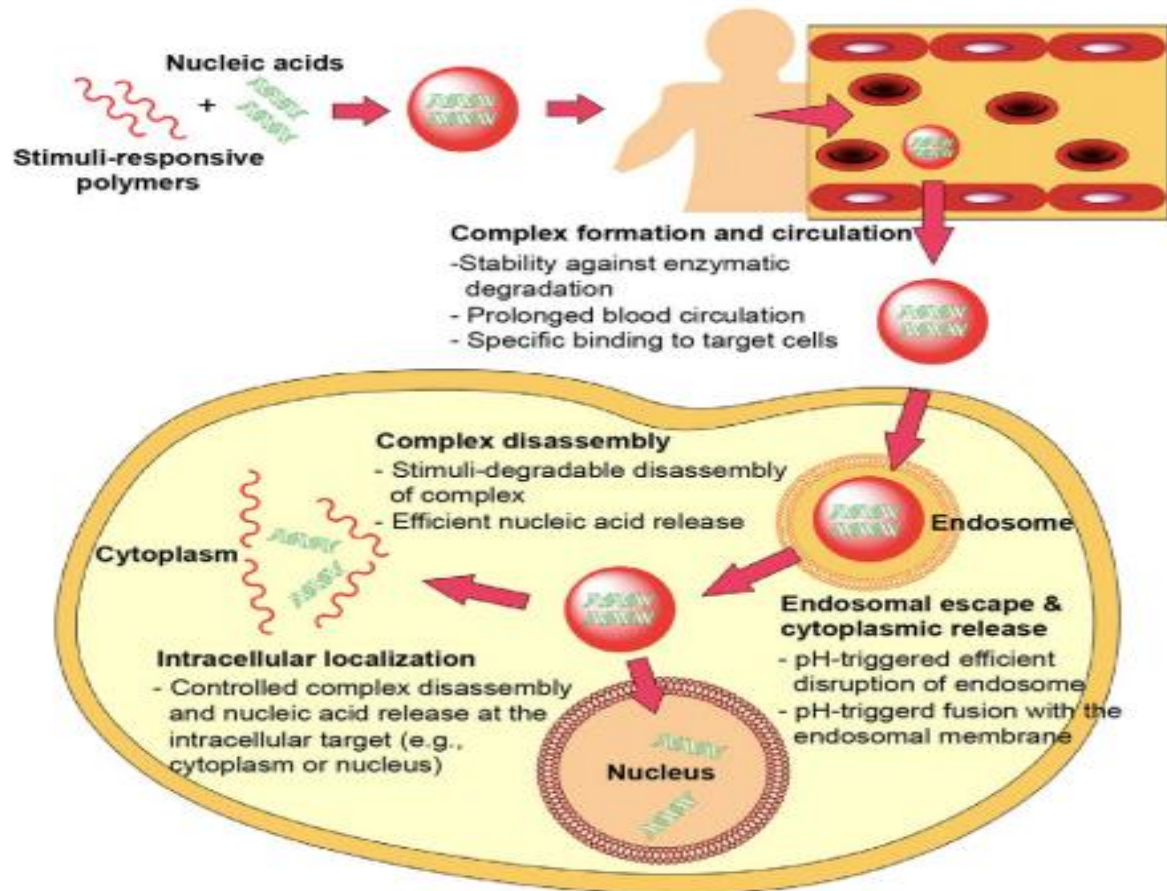 Nucleic acids
+
Stimuli-responsive
polymers
Complex formation and circulation
-Stability against enzymatic
degradation
- Prolonged blood circulation
- Specific binding to target cells
Complex disassembly
- Stimuli-degradable disassembly
of complex
- Efficient nucleic acid release
Endosome
Cytoplasm
Endosomal escape &
cytoplasmic release
- pH-triggered efficient
disruption of endosome
- pH-triggerd fusion with the
endosomal membrane
Intracellular localization
- Controlled complex disassembly
and nucleic acid release at the
intracellular target (e.g.,
cytoplasm or nucleus)
Nucleus